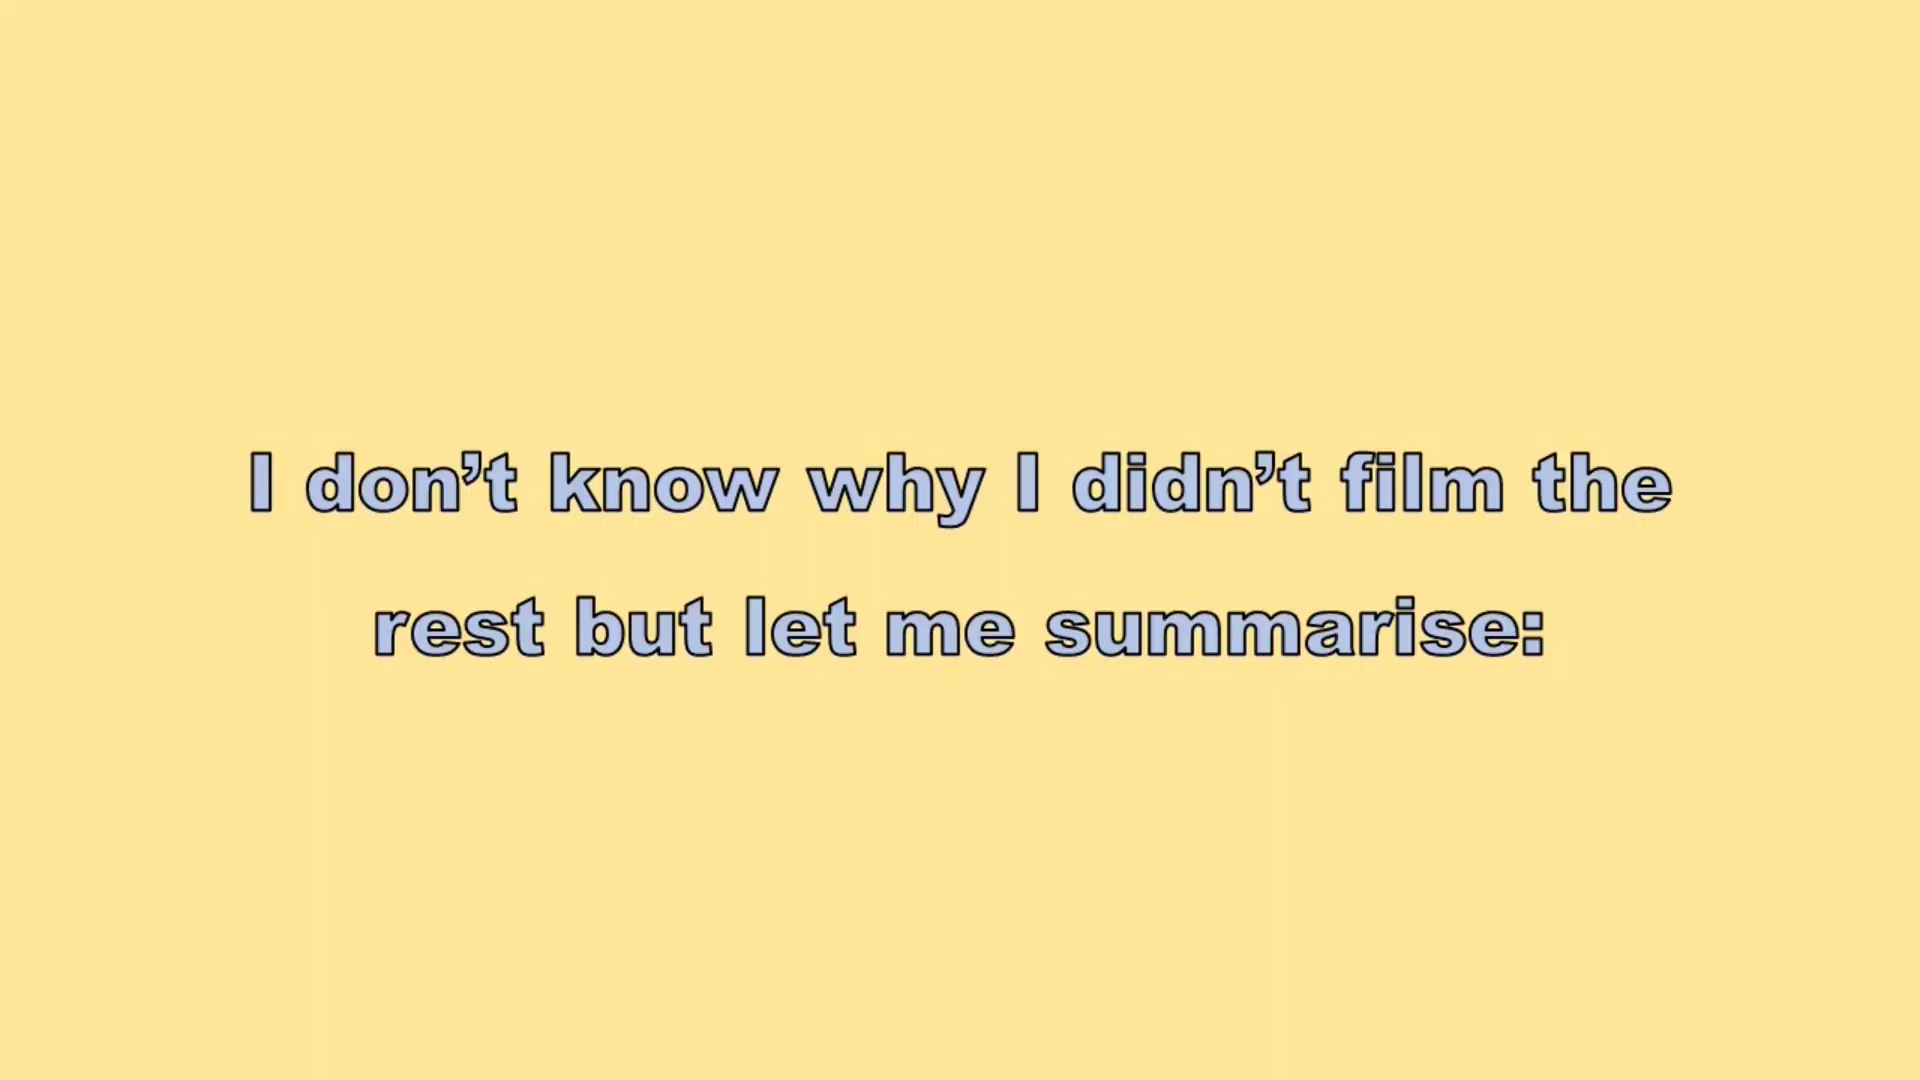 I don’t know why I didn’t film the
rest but let me summarise: